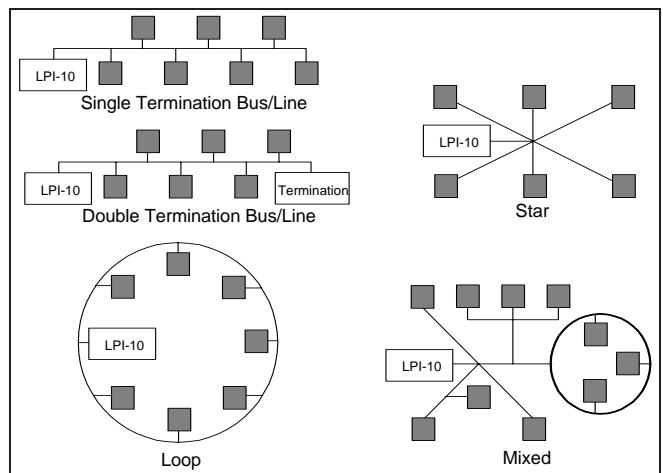 LPI-10
Single Termination Bus/Line
LPI-10
Termination
Double Termination Bus/Line
LPI-10
Star
LPI-10
Loop
LPI-10
Mixed